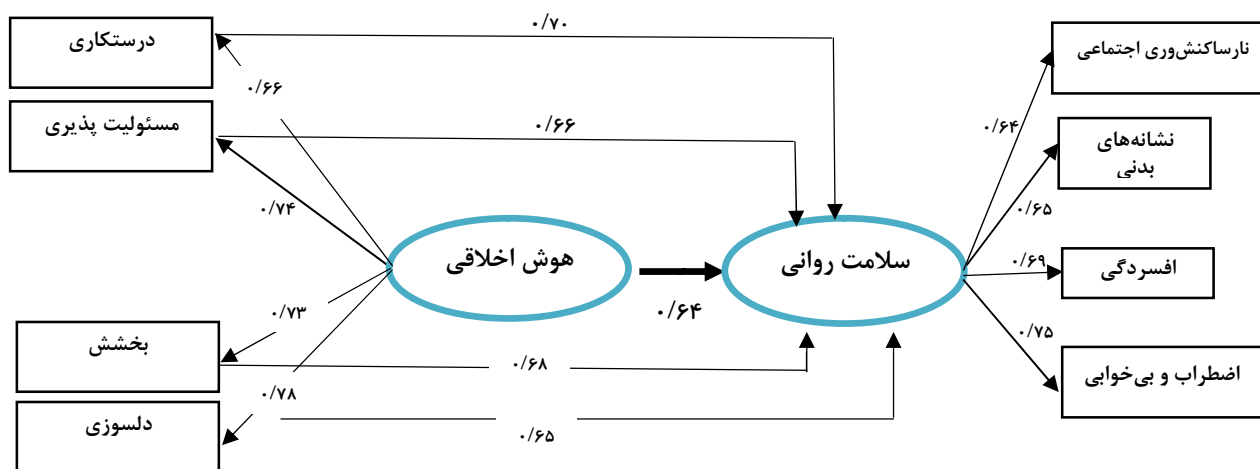 درستکاری
۰/۷۰
نارساکنش‌وری اجتماعی
۰/۶۶
مسئولیت پذیری
۰/۶۶
۰/۶۴
نشانه‌های
بدنی
۰/۷۴
۰/۶۵
هوش اخلاقی
سلامت روانی
۰/۶۹
افسردگی
۰/۶۴
۰/۷۳
۰/۷۵
بخشش
۰/۶۸
اضطراب و بی‌خوابی
۰/۷۸
دلسوزی
۰/۶۵